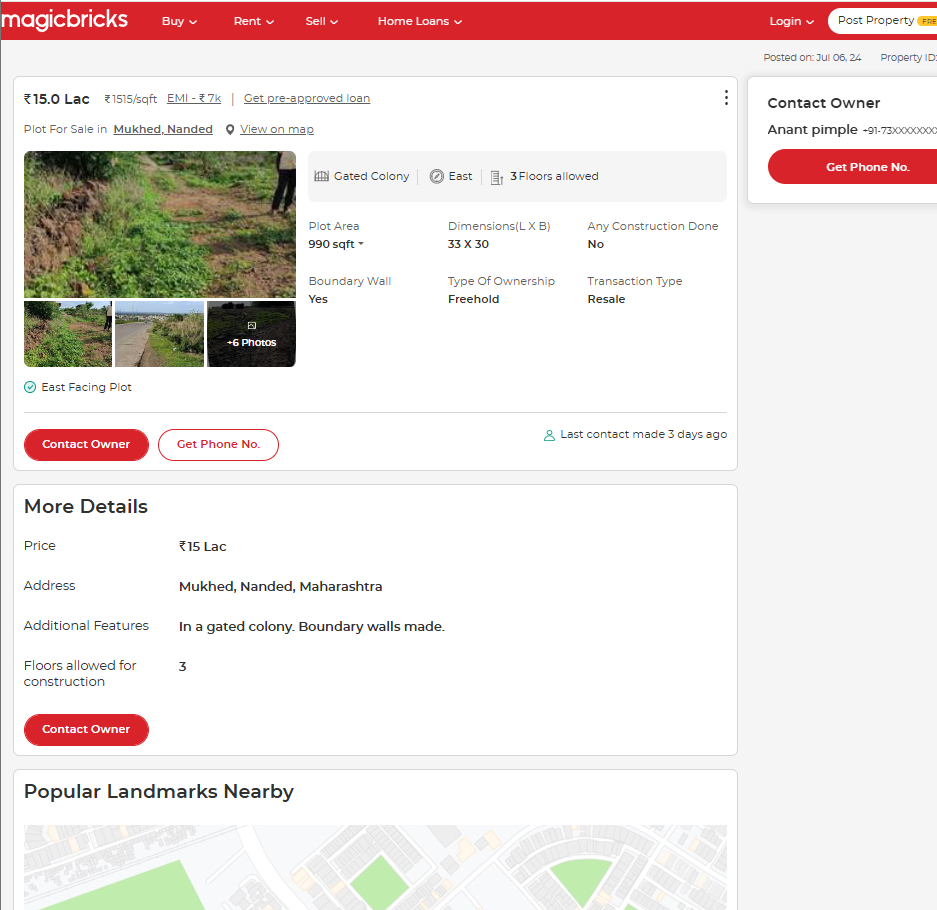 magicbricks Buy Rent Sell Home Loans Login Post Property FRE
Posted on: Jul 06, 24 Property ID:
₹15.0 Lac ₹1515/sqft EMI - ₹ 7k | Get pre-approved loan
Plot For Sale in Mukhed, Nanded View on map
Gated Colony East 3 Floors allowed
Plot Area Dimensions(L X B) Any Construction Done
990 sqft 33 X 30 No
Boundary Wall Type Of Ownership Transaction Type
Yes Freehold Resale
+6 Photos
East Facing Plot
Contact Owner Get Phone No. Last contact made 3 days ago
Contact Owner
Anant pimple +91-73XXXXXXX
Get Phone No.
More Details
Price ₹15 Lac
Address Mukhed, Nanded, Maharashtra
Additional Features In a gated colony. Boundary walls made.
Floors allowed for 3
construction
Contact Owner
Popular Landmarks Nearby